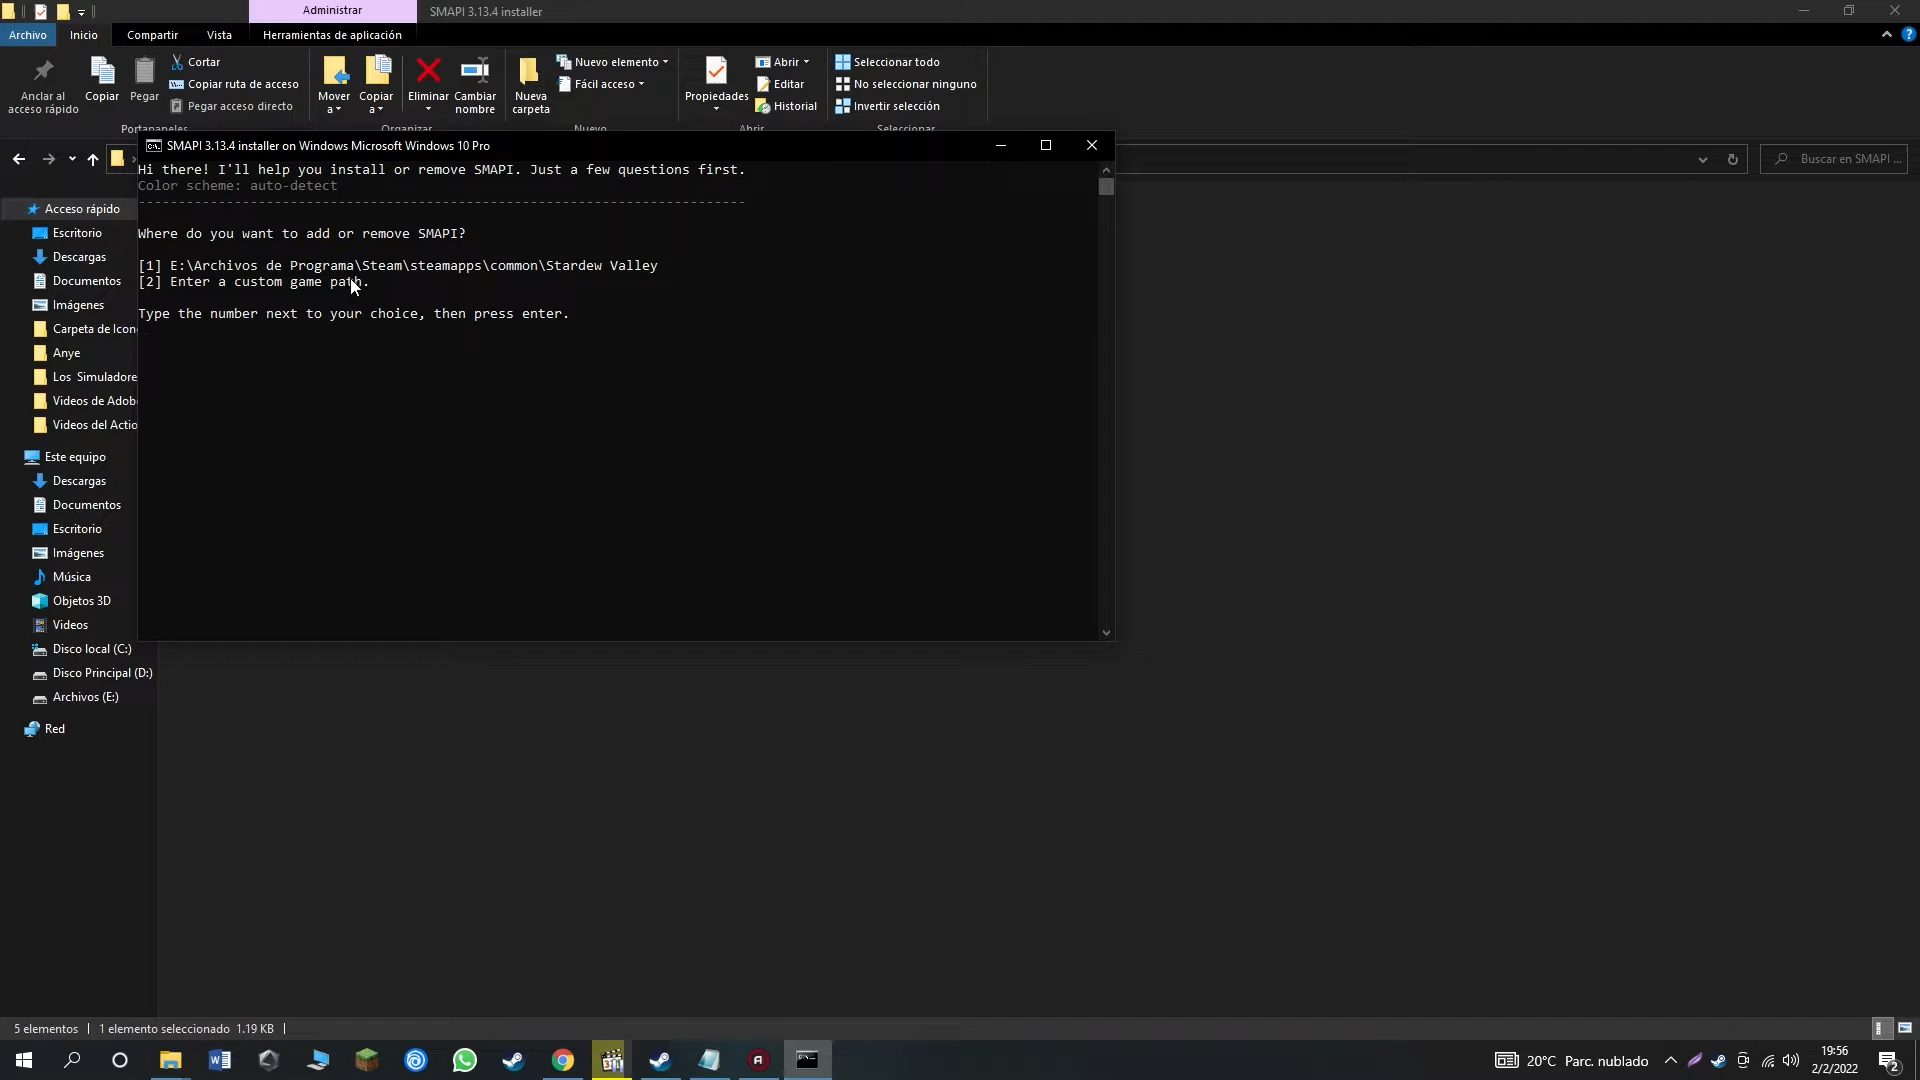 Administrar
SMAPI 3.13.4 installer
Archivo
Inicio
Compartir
Vista
Herramientas de aplicación
Anclar al
acceso rápido
Copiar
Pegar
Cortar
Copiar ruta de acceso
Pegar acceso directo
Portapapeles
Mover
a
Copiar
a
Eliminar
Cambiar
nombre
Organizar
Nueva
carpeta
Nuevo elemento
Fácil acceso
Nuevo
Propiedades
Abrir
Editar
Historial
Abrir
Seleccionar todo
No seleccionar ninguno
Invertir selección
Seleccionar
Buscar en SMAPI ...
SMAPI 3.13.4 installer on Windows Microsoft Windows 10 Pro
Hi there! I'll help you install or remove SMAPI. Just a few questions first.
Color scheme: auto-detect
Where do you want to add or remove SMAPI?
[1] E:\Archivos de Programa\Steam\steamapps\common\Stardew Valley
[2] Enter a custom game path.
Type the number next to your choice, then press enter.
Acceso rápido
Escritorio
Descargas
Documentos
Imágenes
Carpeta de Icon
Anye
Los Simuladore
Videos de Adob
Videos del Actio
Este equipo
Descargas
Documentos
Escritorio
Imágenes
Música
Objetos 3D
Videos
Disco local (C:)
Disco Principal (D:)
Archivos (E:)
Red
5 elementos
1 elemento seleccionado 1.19 KB
20°C Parc. nublado
19:56
2/2/2022
2